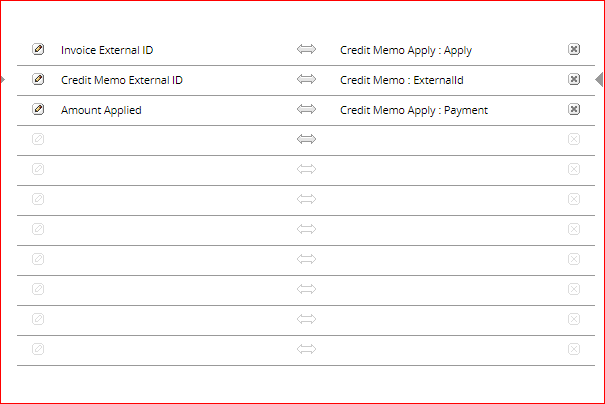 Invoice External ID Credit Memo Apply : Apply
Credit Memo External ID Credit Memo : ExternalId
Amount Applied Credit Memo Apply : Payment